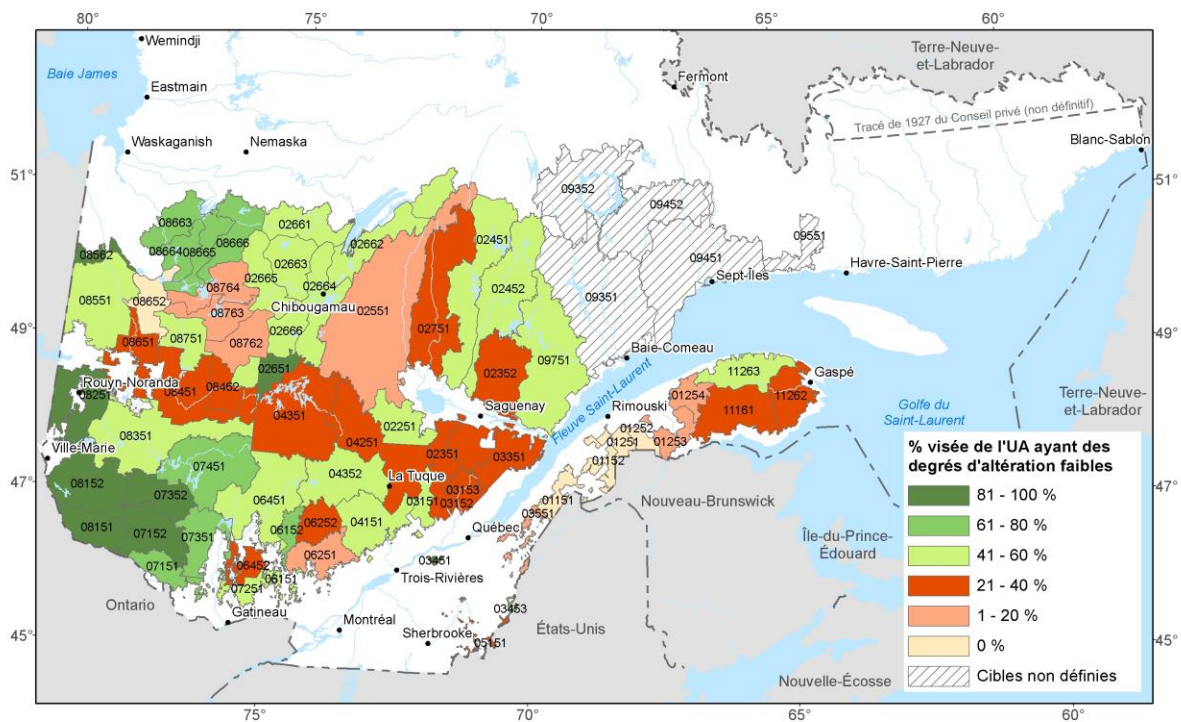 80° 75° 70° 65° 60°
Wemindji
Baie James
Eastmain
Terre-Neuve-
et-Labrador
Fermont
Tracé de 1927 du Conseil privé (non définitif)
Blanc-Sablon
Waskaganish
Nemaska
51°
51°
09352
09452
09551
08663
02661
08666
02662
02451
08664
08665
08562
02663
09451
Havre-Saint-Pierre
Sept-Îles
02665
02664
08764
02452
09351
08551
08652
Chibougamau
02551
08763
49°
49°
02751
02666
08651
08751
08762
09751
Baie-Comeau
02352
02651
11263
Gaspé
Rouyn-Noranda
08251
08451
08462
01254
11262
Saguenay
Fleuve Saint-Laurent
Rimouski
11161
04351
02251
01252
Golfe du
Saint-Laurent
Terre-Neuve-
et-Labrador
08351
04251
01251
01253
Ville-Marie
02351
03351
01152
07451
04352
La Tuque
47°
47°
08152
07352
06451
03151
03153
03152
01151
Nouveau-Brunswick
08151
07152
07351
06152
06252
04151
03551
Québec
Île-du-Prince-
Édouard
06251
07151
06452
06151
03451
Trois-Rivières
07251
Ontario
Gatineau
03453
45°
45°
Montréal
Sherbrooke
05151
États-Unis
Nouvelle-Écosse
% visée de l'UA ayant des
degrés d'altération faibles
81 - 100 %
61 - 80 %
41 - 60 %
21 - 40 %
1 - 20 %
0 %
Cibles non définies
75° 70° 65°